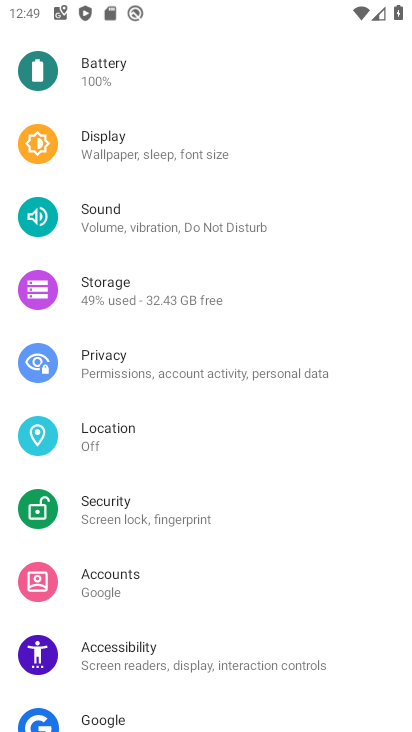 12:49
Battery
100%
Display
Wallpaper, sleep, font size
Sound
Volume, vibration, Do Not Disturb
Storage
49% used - 32.43 GB free
Privacy
Permissions, account activity, personal data
Location
Off
Security
Screen lock, fingerprint
Accounts
Google
Accessibility
Screen readers, display, interaction controls
Google